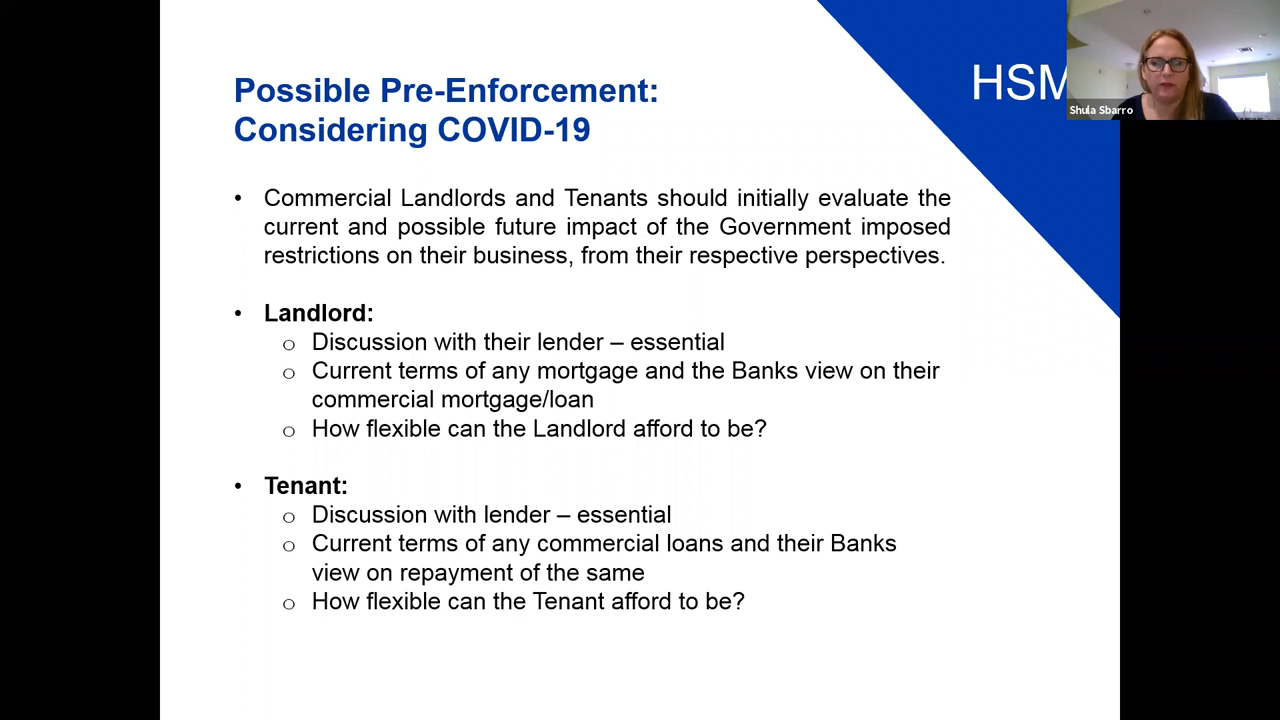 HSM
Shula Sbarro
Possible Pre-Enforcement:
Considering COVID-19
• Commercial Landlords and Tenants should initially evaluate the
current and possible future impact of the Government imposed
restrictions on their business, from their respective perspectives.
• Landlord:
o Discussion with their lender – essential
o Current terms of any mortgage and the Banks view on their
commercial mortgage/loan
o How flexible can the Landlord afford to be?
• Tenant:
o Discussion with lender – essential
o Current terms of any commercial loans and their Banks
view on repayment of the same
o How flexible can the Tenant afford to be?